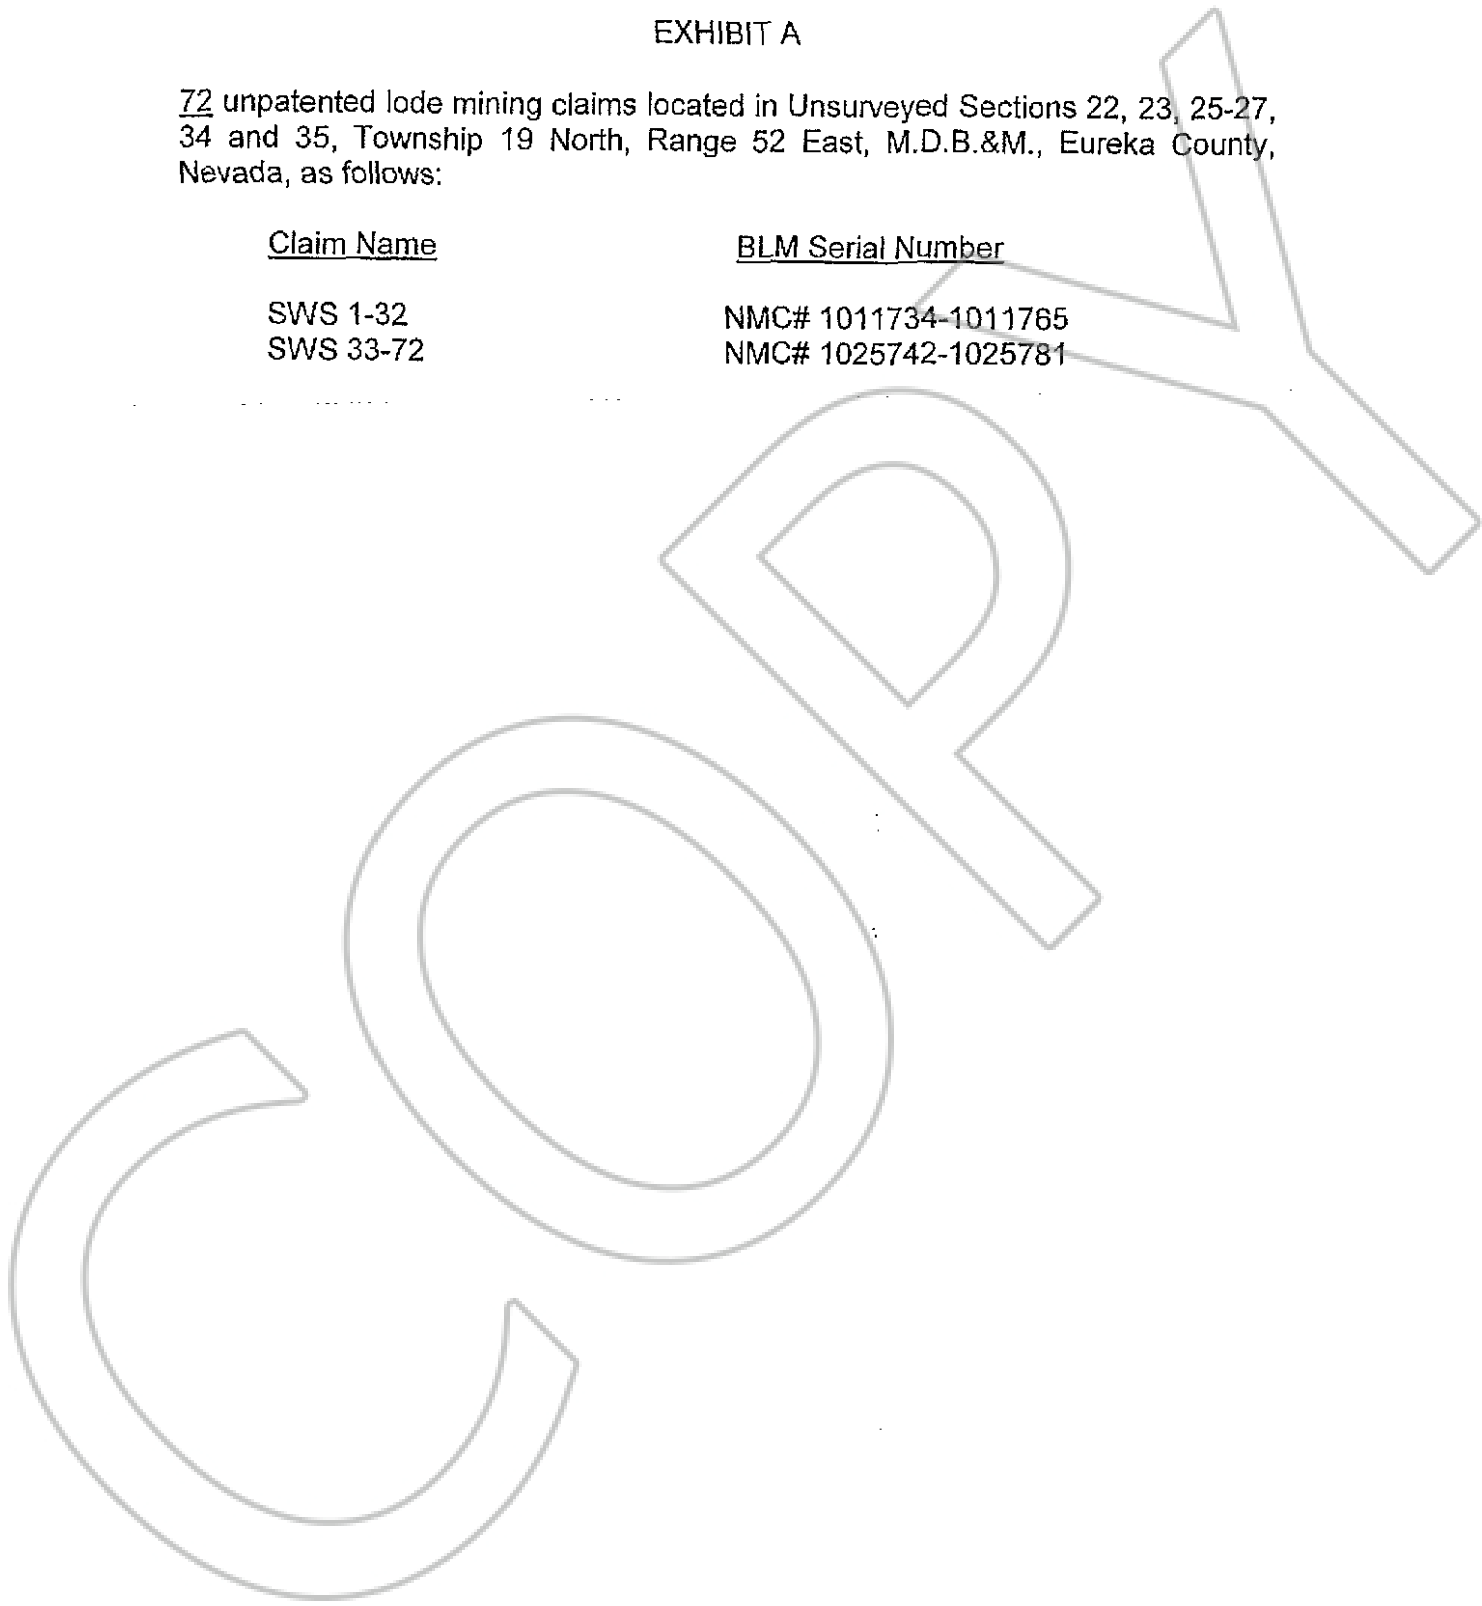 EXHIBIT A
72 unpatented lode mining claims located in Unsurveyed Sections 22, 23, 25-27,
34 and 35, Township 19 North, Range 52 East, M.D.B.&M., Eureka County,
Nevada, as follows:
Claim Name BLM Serial Number
SWS 1-32 NMC# 1011734-1011765
SWS 33-72 NMC# 1025742-1025781
COPY